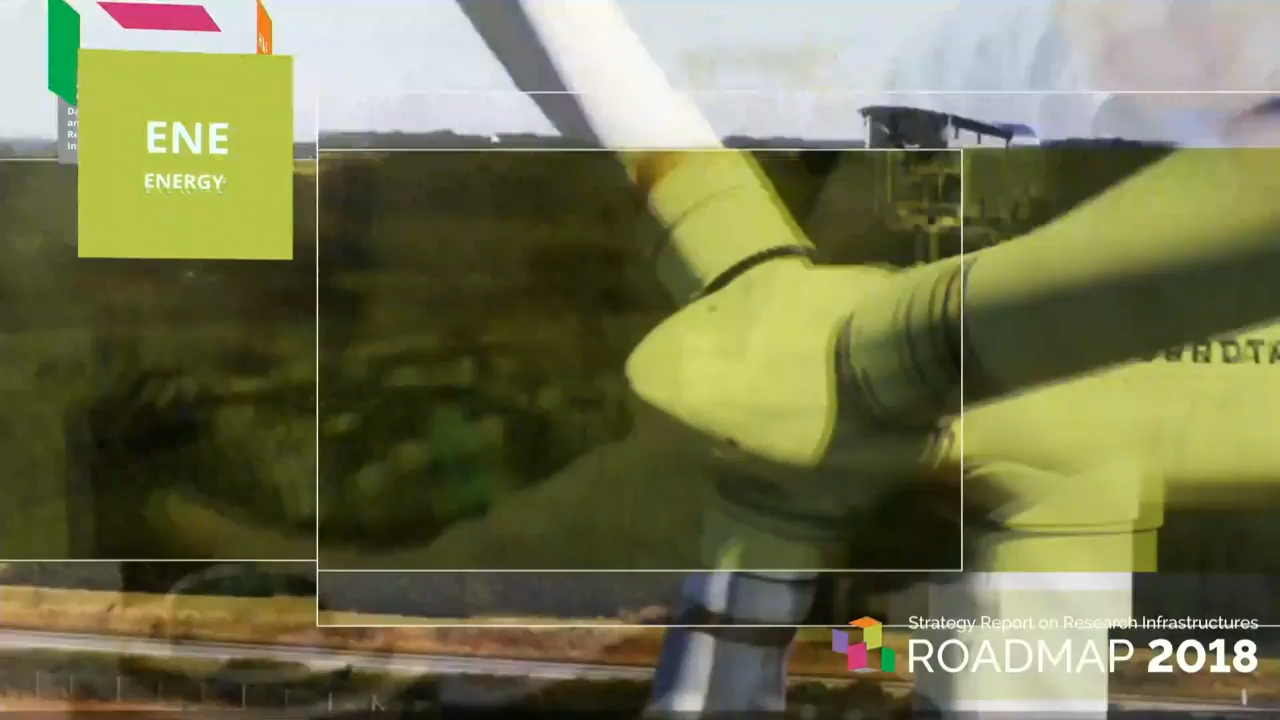 ENE
ENERGY
Strategy Report on Research Infrastructures
ROADMAP 2018